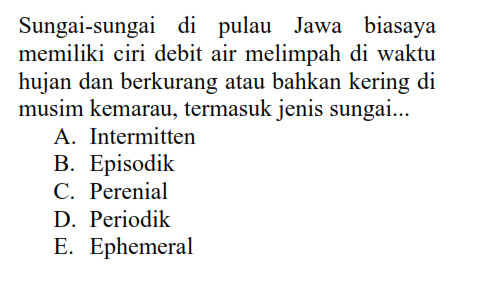 Sungai-sungai di pulau Jawa biasaya
memiliki ciri debit air melimpah di waktu
hujan dan berkurang atau bahkan kering di
musim kemarau, termasuk jenis sungai...
A. Intermitten
B. Episodik
C. Perenial
D. Periodik
E. Ephemeral